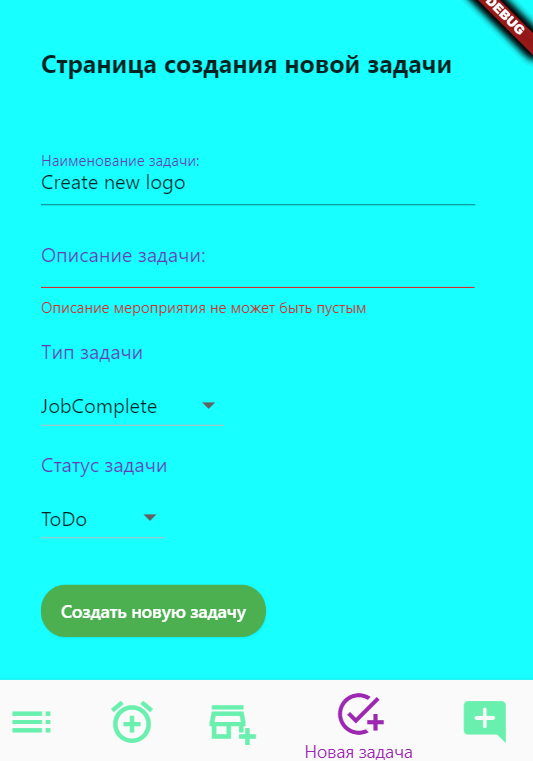 DEBUG
Страница создания новой задачи
Наименование задачи:
Create new logo
Описание задачи:
Описание мероприятия не может быть пустым
Тип задачи
JobComplete
Статус задачи
ToDo
Создать новую задачу
Новая задача